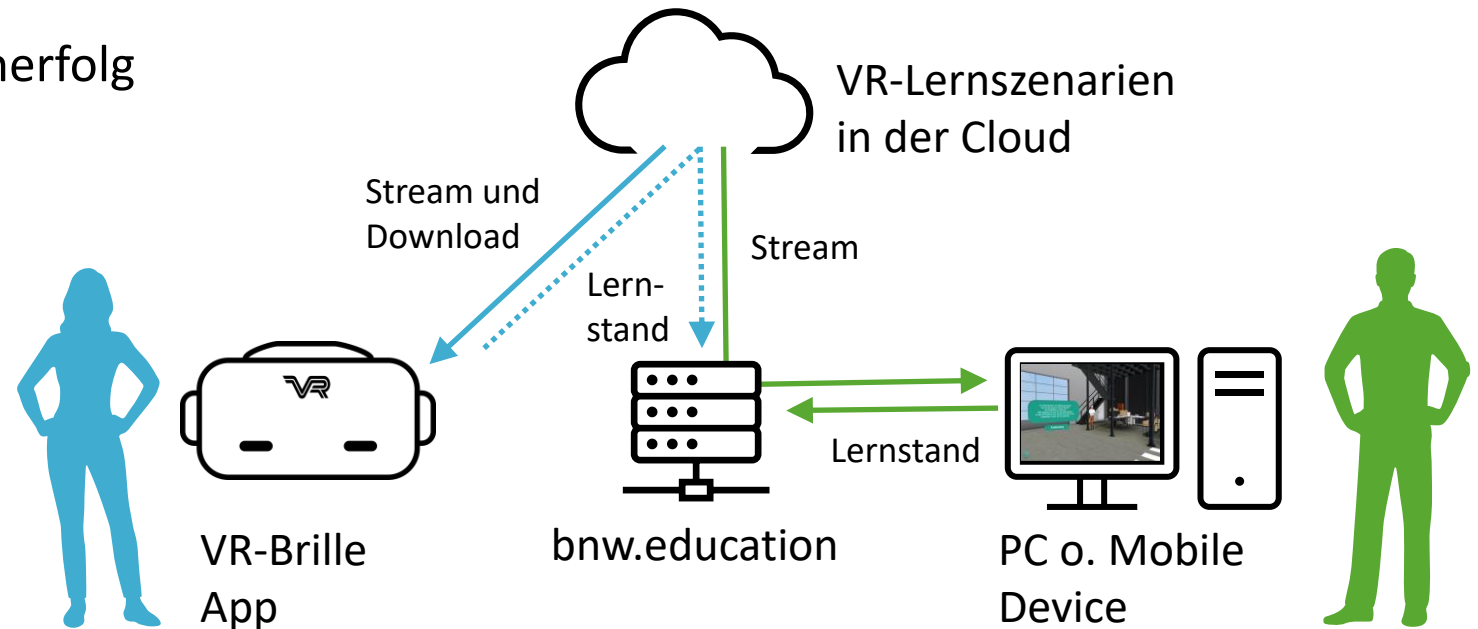 nerfolg
VR-Lernszenarien
in der Cloud
Stream und
Download
Stream
Lern-
stand
VR
Lernstand
VR-Brille
App
bnw.education
PC o. Mobile
Device